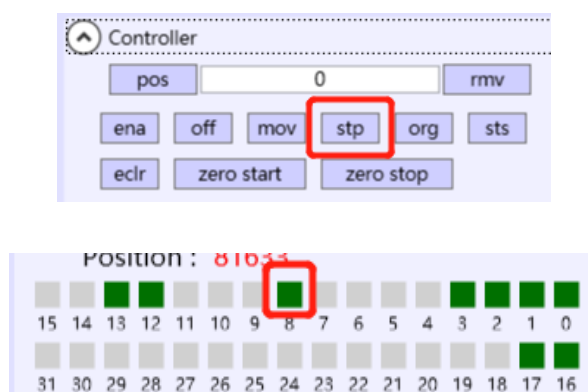 Controller
pos 0 rmv
ena off mov stp org sts
eclr zero start zero stop
Position : 81633
15 14 13 12 11 10 9 8 7 6 5 4 3 2 1 0
31 30 29 28 27 26 25 24 23 22 21 20 19 18 17 16